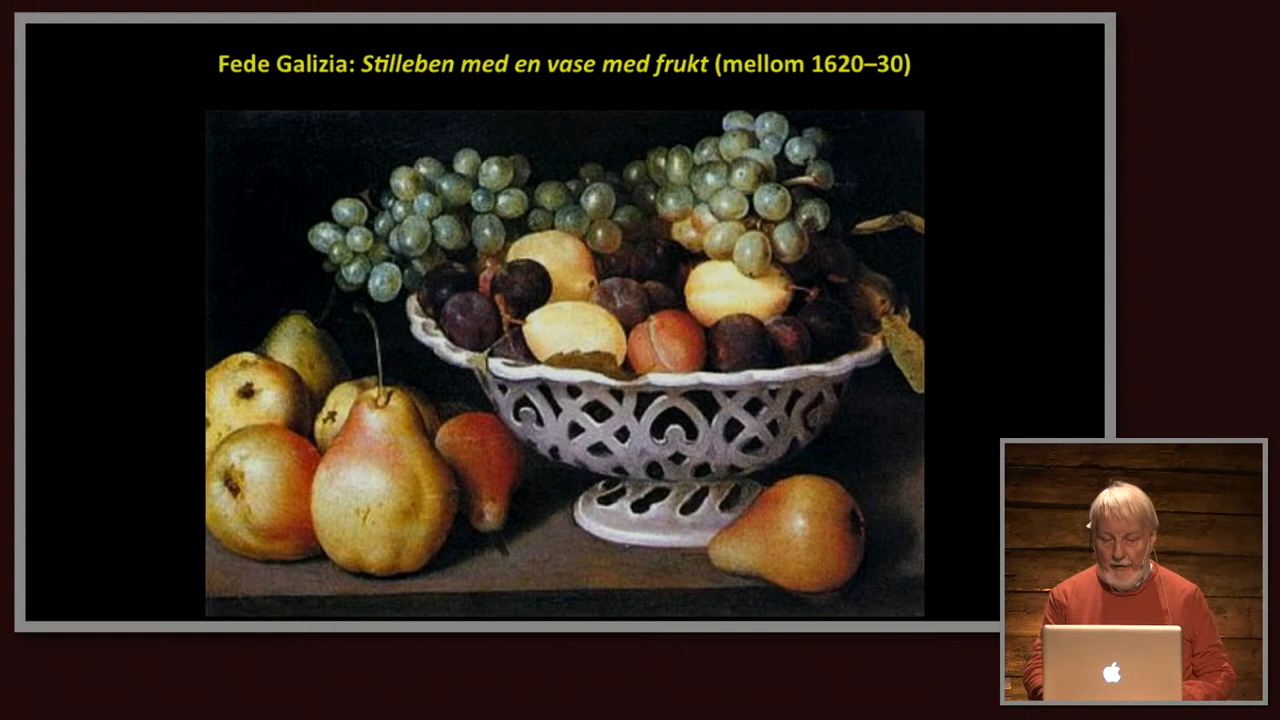 Fede Galizia: Stilleben med en vase med frukt (mellom 1620–30)